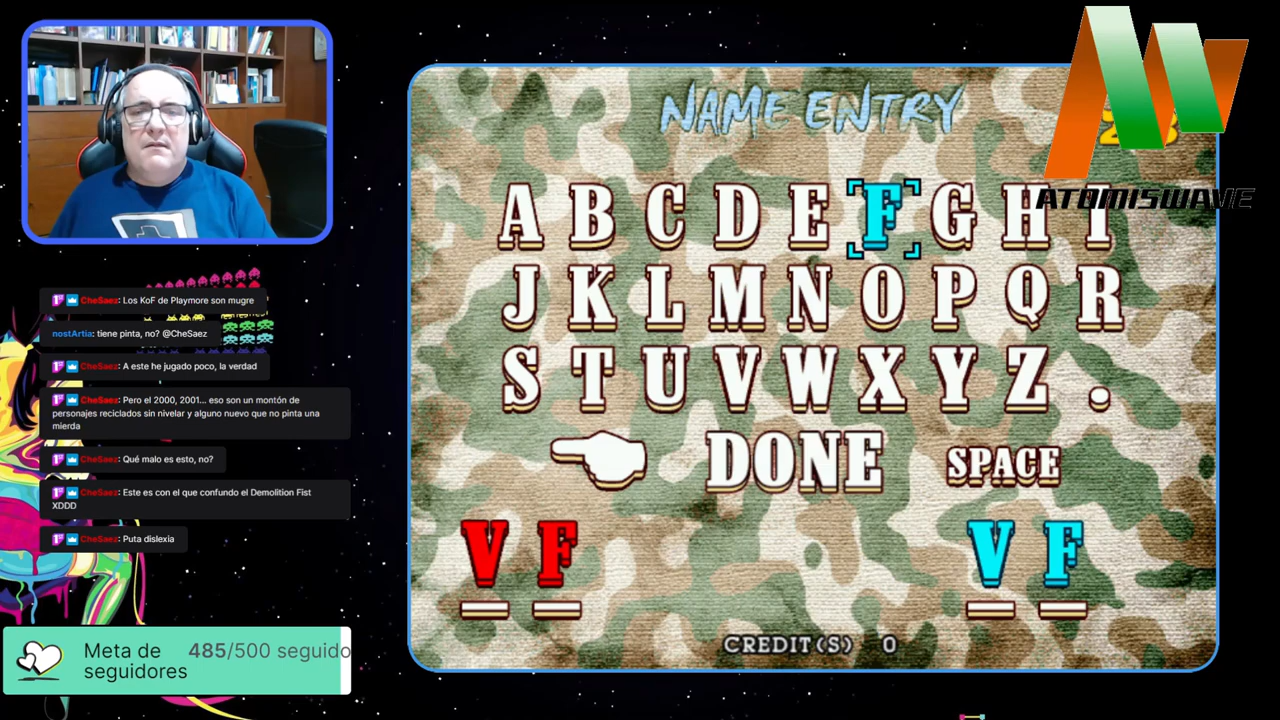 NAME ENTRY
ATOMISWAVE
A B C D E F G H I
J K L M N O P Q R
S T U V W X Y Z .
DONE SPACE
V F V F
CREDIT(S) 0
CheSaez: Los KoF de Playmore son mugre
nostArtia: tiene pinta, no? @CheSaez
CheSaez: A este he jugado poco, la verdad
CheSaez: Pero el 2000, 2001... eso son un montón de
personajes reciclados sin nivelar y alguno nuevo que no pinta una
mierda
CheSaez: Qué malo es esto, no?
CheSaez: Este es con el que confundo el Demolition Fist
XDDD
CheSaez: Puta dislexia
Meta de
seguidores
485/500 seguido